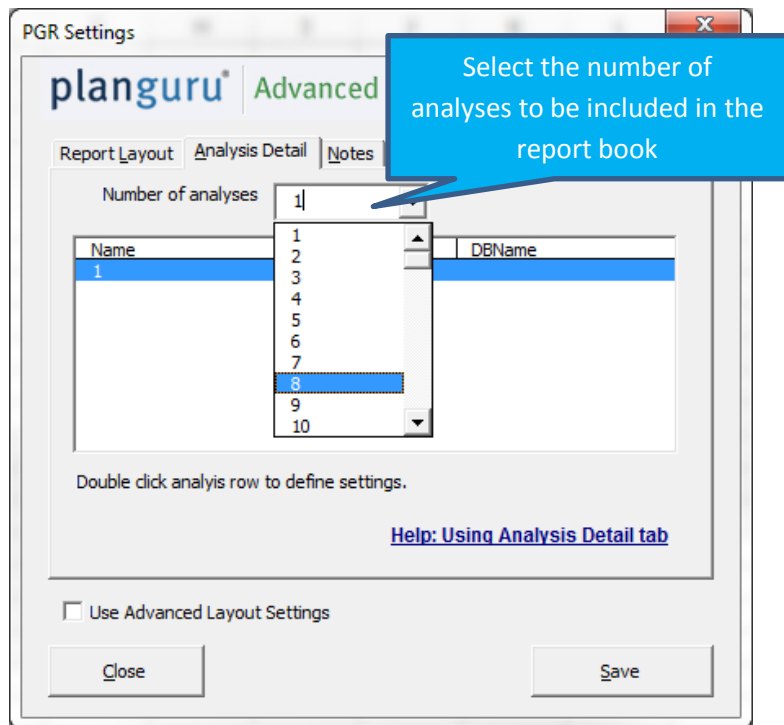 PGR Settings
X
planguru® Advanced
Select the number of
analyses to be included in the
report book
Report Layout Analysis Detail Notes
Number of analyses 1
Name DBName
1
1
2
3
4
5
6
7
8
9
10
Double click analyis row to define settings.
Help: Using Analysis Detail tab
Use Advanced Layout Settings
Close Save